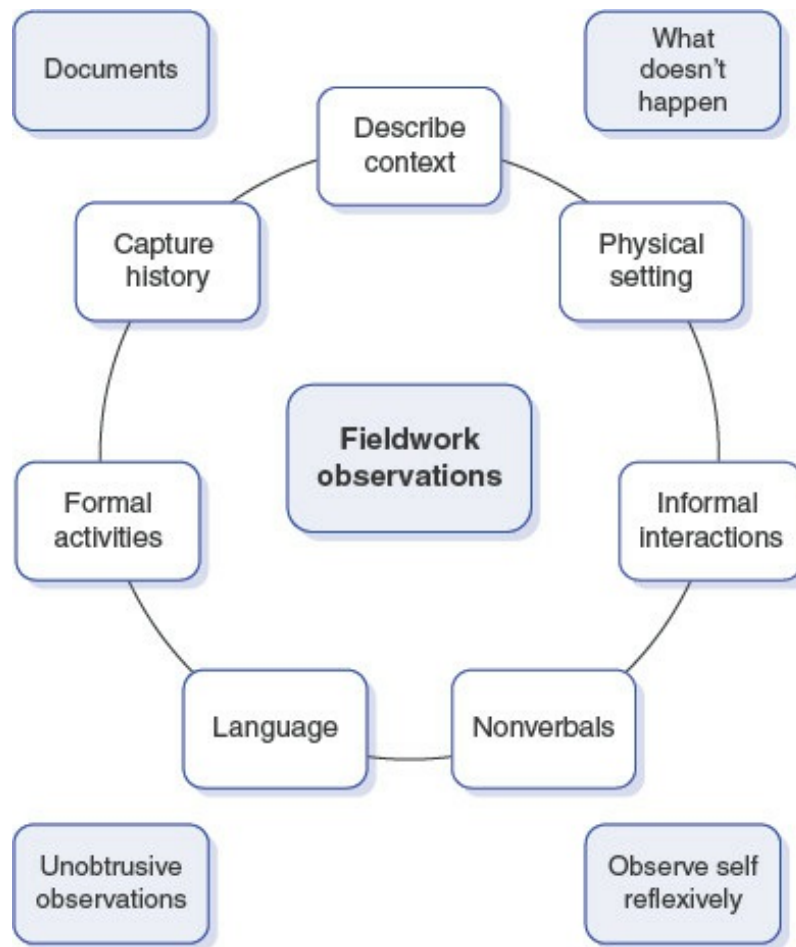 Documents
What
doesn't
happen
Describe
context
Capture
history
Physical
setting
Fieldwork
observations
Formal
activities
Informal
interactions
Language
Nonverbals
Unobtrusive
observations
Observe self
reflexively